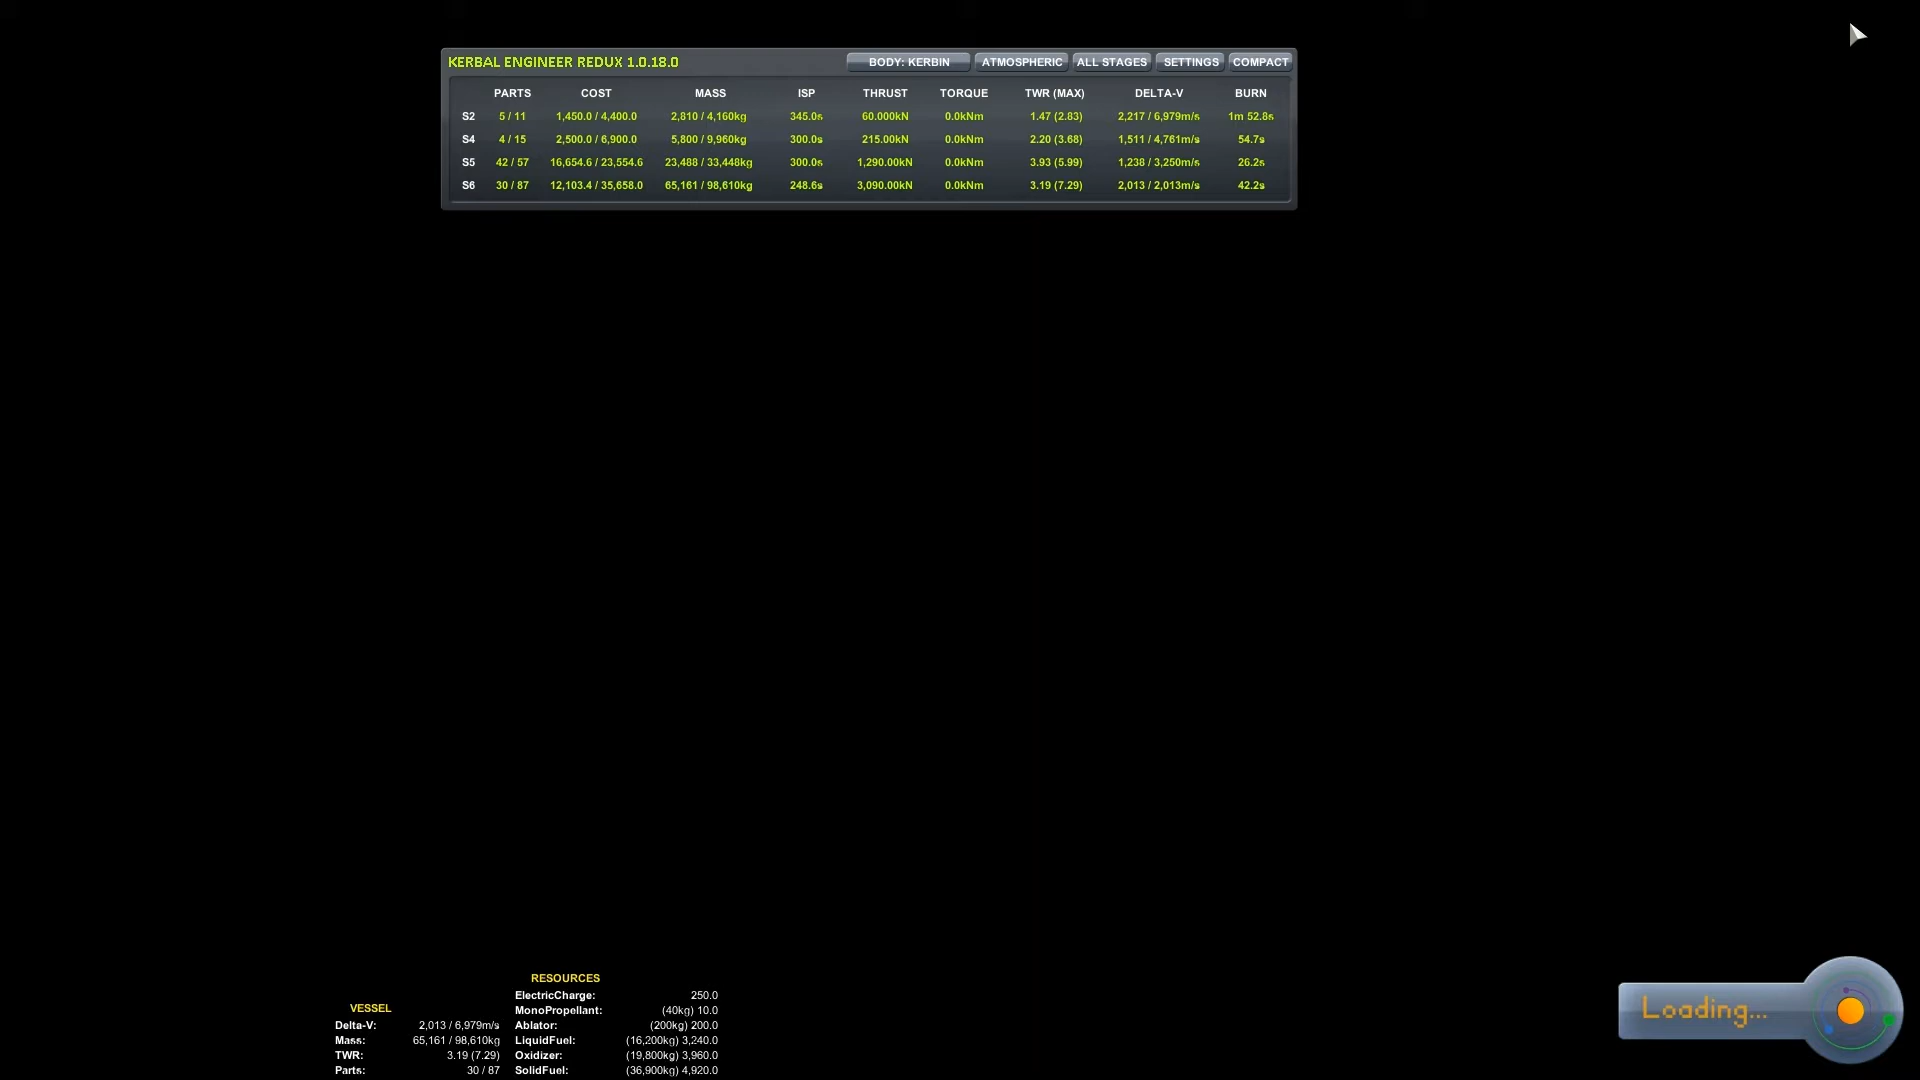 KERBAL ENGINEER REDUX 1.0.18.0 BODY: KERBIN ATMOSPHERIC ALL STAGES SETTINGS COMPACT
PARTS COST MASS ISP THRUST TORQUE TWR (MAX) DELTA-V BURN
S2 5 / 11 1,450.0 / 4,400.0 2,810 / 4,160kg 345.0s 60.000kN 0.0kNm 1.47 (2.83) 2,217 / 6,979m/s 1m 52.8s
S4 4 / 15 2,500.0 / 6,900.0 5,800 / 9,960kg 300.0s 215.00kN 0.0kNm 2.20 (3.68) 1,511 / 4,761m/s 54.7s
S5 42 / 57 16,654.6 / 23,554.6 23,488 / 33,448kg 300.0s 1,290.00kN 0.0kNm 3.93 (5.99) 1,238 / 3,250m/s 26.2s
S6 30 / 87 12,103.4 / 35,658.0 65,161 / 98,610kg 248.6s 3,090.00kN 0.0kNm 3.19 (7.29) 2,013 / 2,013m/s 42.2s
VESSEL
Delta-V: 2,013 / 6,979m/s
Mass: 65,161 / 98,610kg
TWR: 3.19 (7.29)
Parts: 30 / 87
RESOURCES
ElectricCharge: 250.0
MonoPropellant: (40kg) 10.0
Ablator: (200kg) 200.0
LiquidFuel: (16,200kg) 3,240.0
Oxidizer: (19,800kg) 3,960.0
SolidFuel: (36,900kg) 4,920.0
Loading...